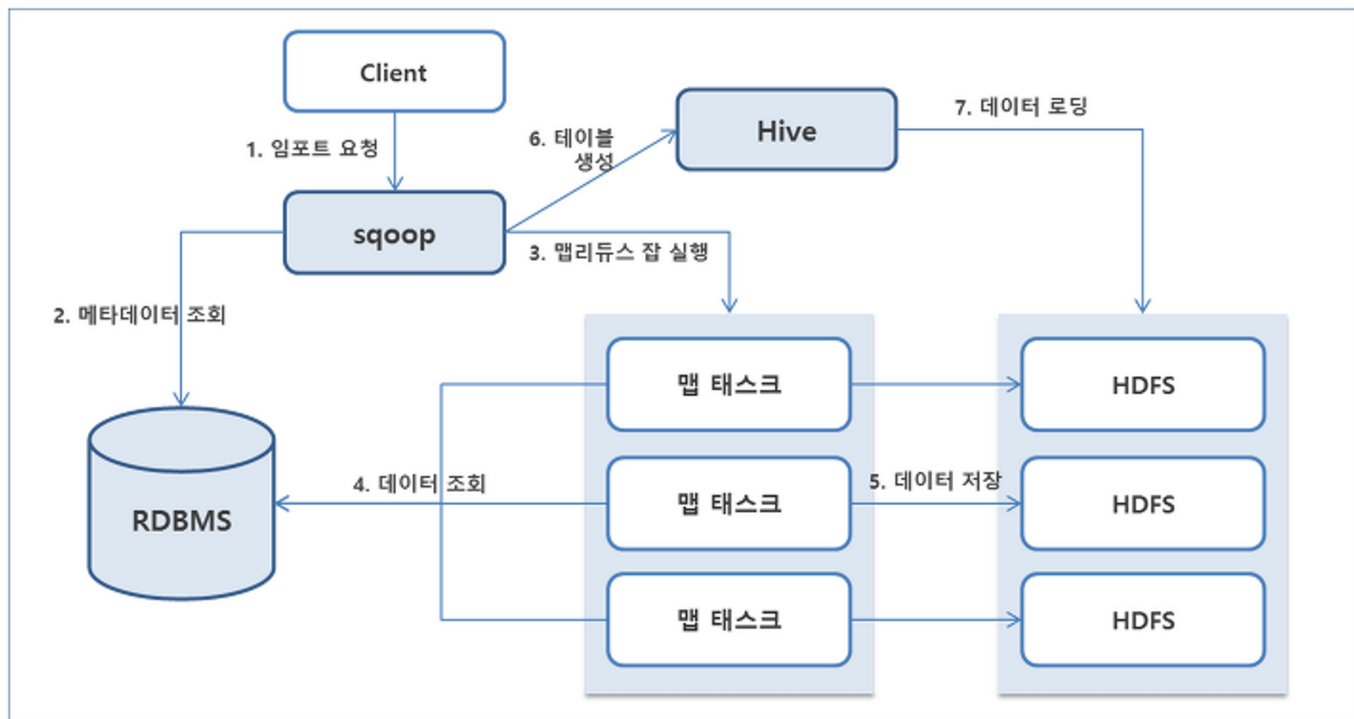 Client
1. 임포트 요청
6. 테이블
생성
Hive
7. 데이터 로딩
sqoop
3. 맵리듀스 잡 실행
2. 메타데이터 조회
맵 태스크
HDFS
4. 데이터 조회
RDBMS
맵 태스크
5. 데이터 저장
HDFS
맵 태스크
HDFS